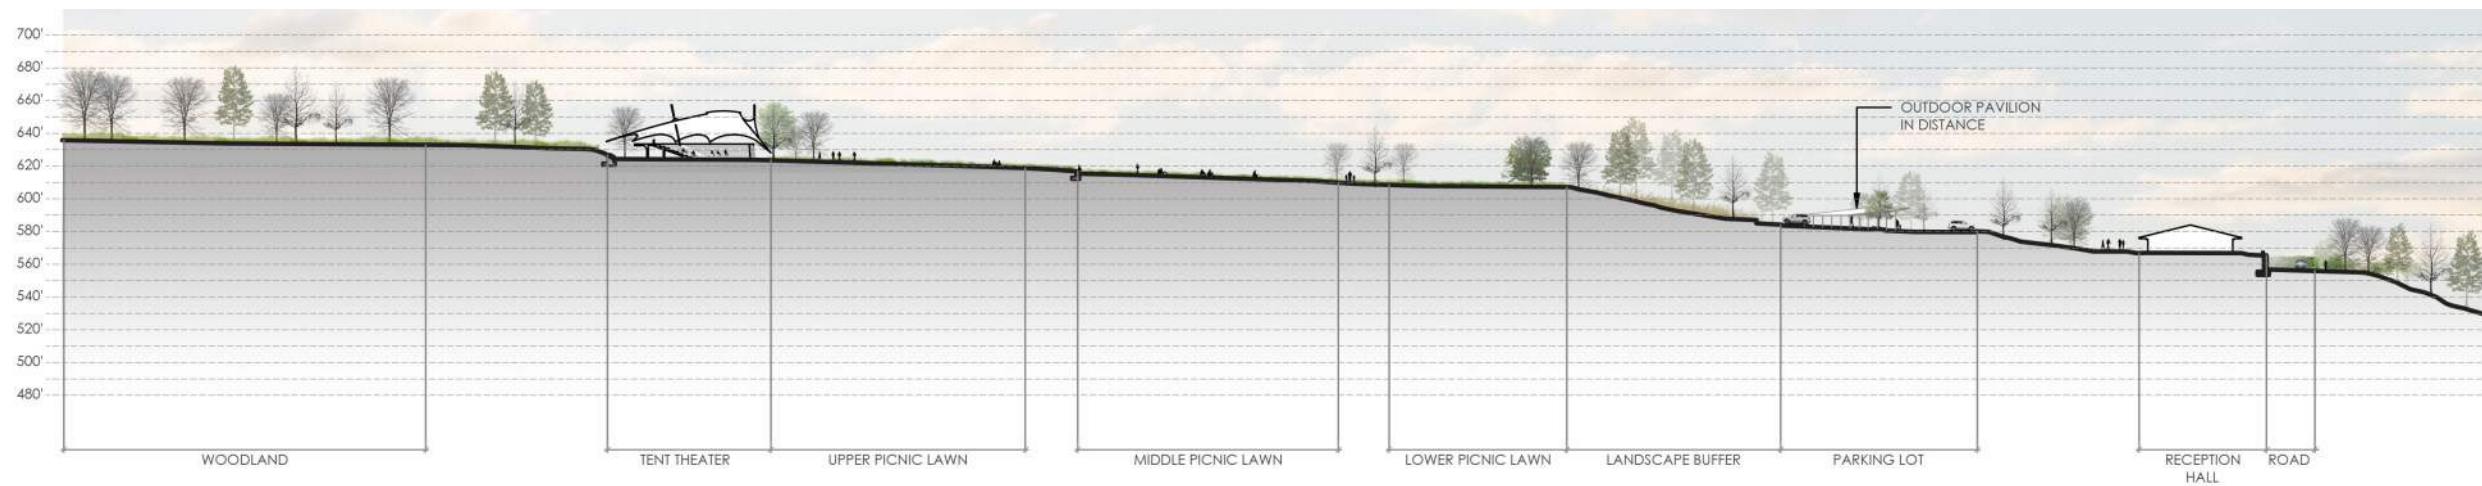 700'
680'
660'
640'
620'
600'
580'
560'
540'
520'
500'
480'
OUTDOOR PAVILION
IN DISTANCE
WOODLAND
TENT THEATER
UPPER PICNIC LAWN
MIDDLE PICNIC LAWN
LOWER PICNIC LAWN
LANDSCAPE BUFFER
PARKING LOT
RECEPTION
HALL
ROAD